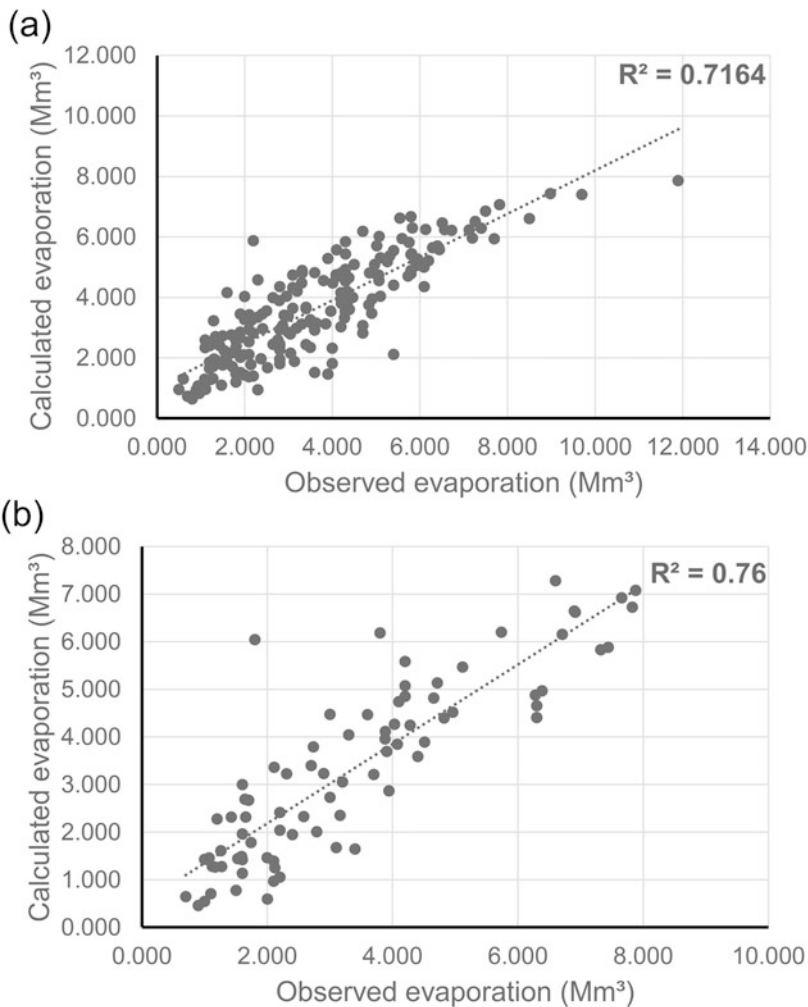 (a)
12.000
R² = 0.7164
10.000
8.000
6.000
4.000
2.000
0.000
Calculated evaporation (Mm³)
0.000 2.000 4.000 6.000 8.000 10.000 12.000 14.000
Observed evaporation (Mm³)
(b)
8.000
R² = 0.76
7.000
6.000
5.000
4.000
3.000
2.000
1.000
0.000
Calculated evaporation (Mm³)
0.000 2.000 4.000 6.000 8.000 10.000
Observed evaporation (Mm³)